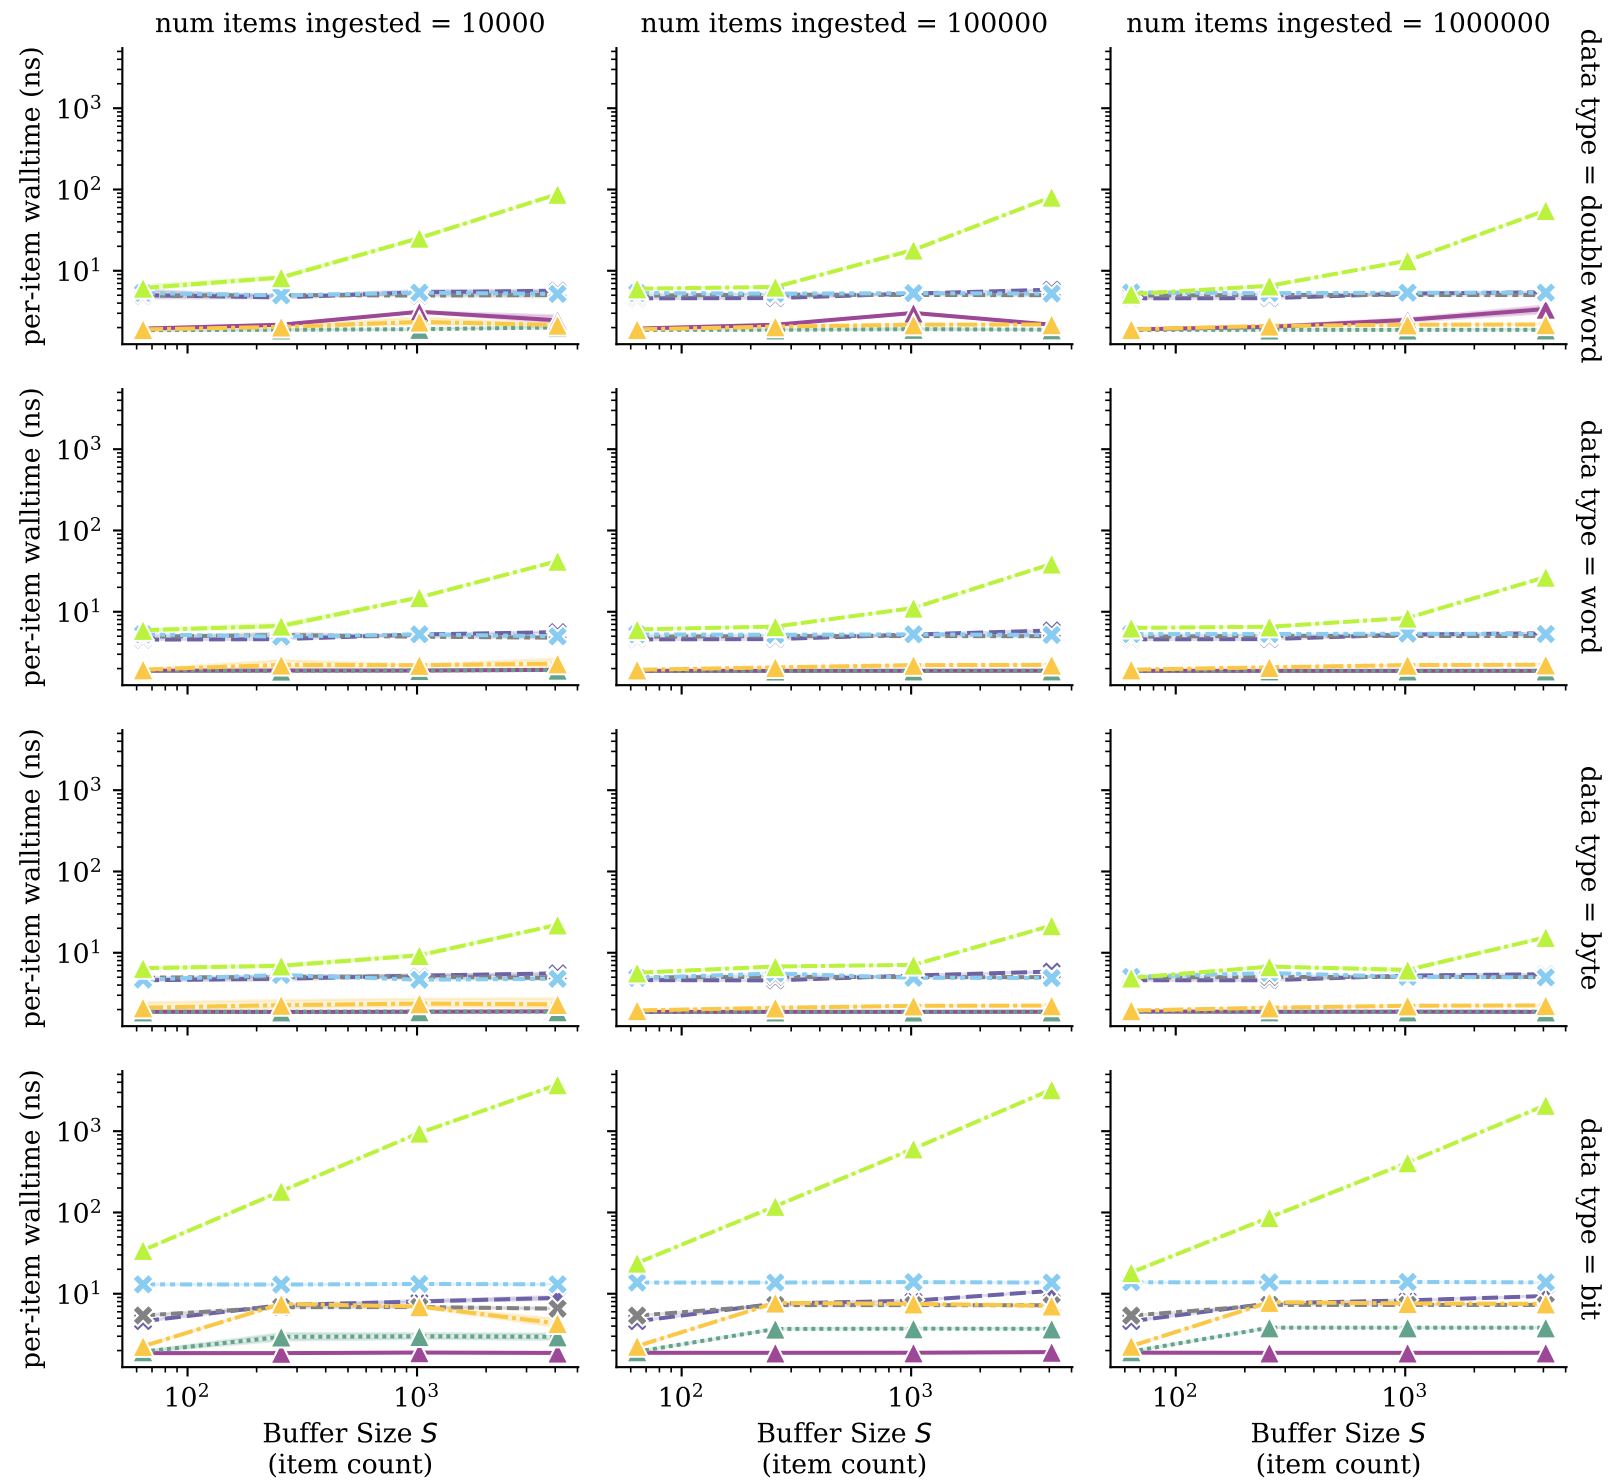 num items ingested = 10000
num items ingested = 100000
num items ingested = 1000000
per-item walltime (ns)
10³
10²
10¹
data type = double word
per-item walltime (ns)
10³
10²
10¹
data type = word
per-item walltime (ns)
10³
10²
10¹
data type = byte
per-item walltime (ns)
10³
10²
10¹
data type = bit
10² 10³
10² 10³
10² 10³
Buffer Size S
(item count)
Buffer Size S
(item count)
Buffer Size S
(item count)